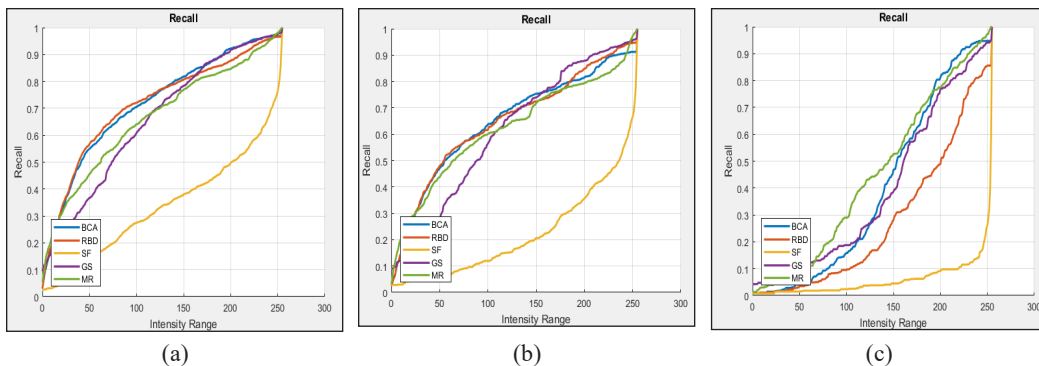 Recall
1
0.9
0.8
0.7
0.6
0.5
0.4
0.3
0.2
0.1
0
Recall
BCA
RBD
SF
GS
MR
0 50 100 150 200 250 300
Intensity Range
(a)
Recall
1
0.9
0.8
0.7
0.6
0.5
0.4
0.3
0.2
0.1
0
Recall
BCA
RBD
SF
GS
MR
0 50 100 150 200 250 300
Intensity Range
(b)
Recall
1
0.9
0.8
0.7
0.6
0.5
0.4
0.3
0.2
0.1
0
Recall
BCA
RBD
SF
GS
MR
0 50 100 150 200 250 300
Intensity Range
(c)